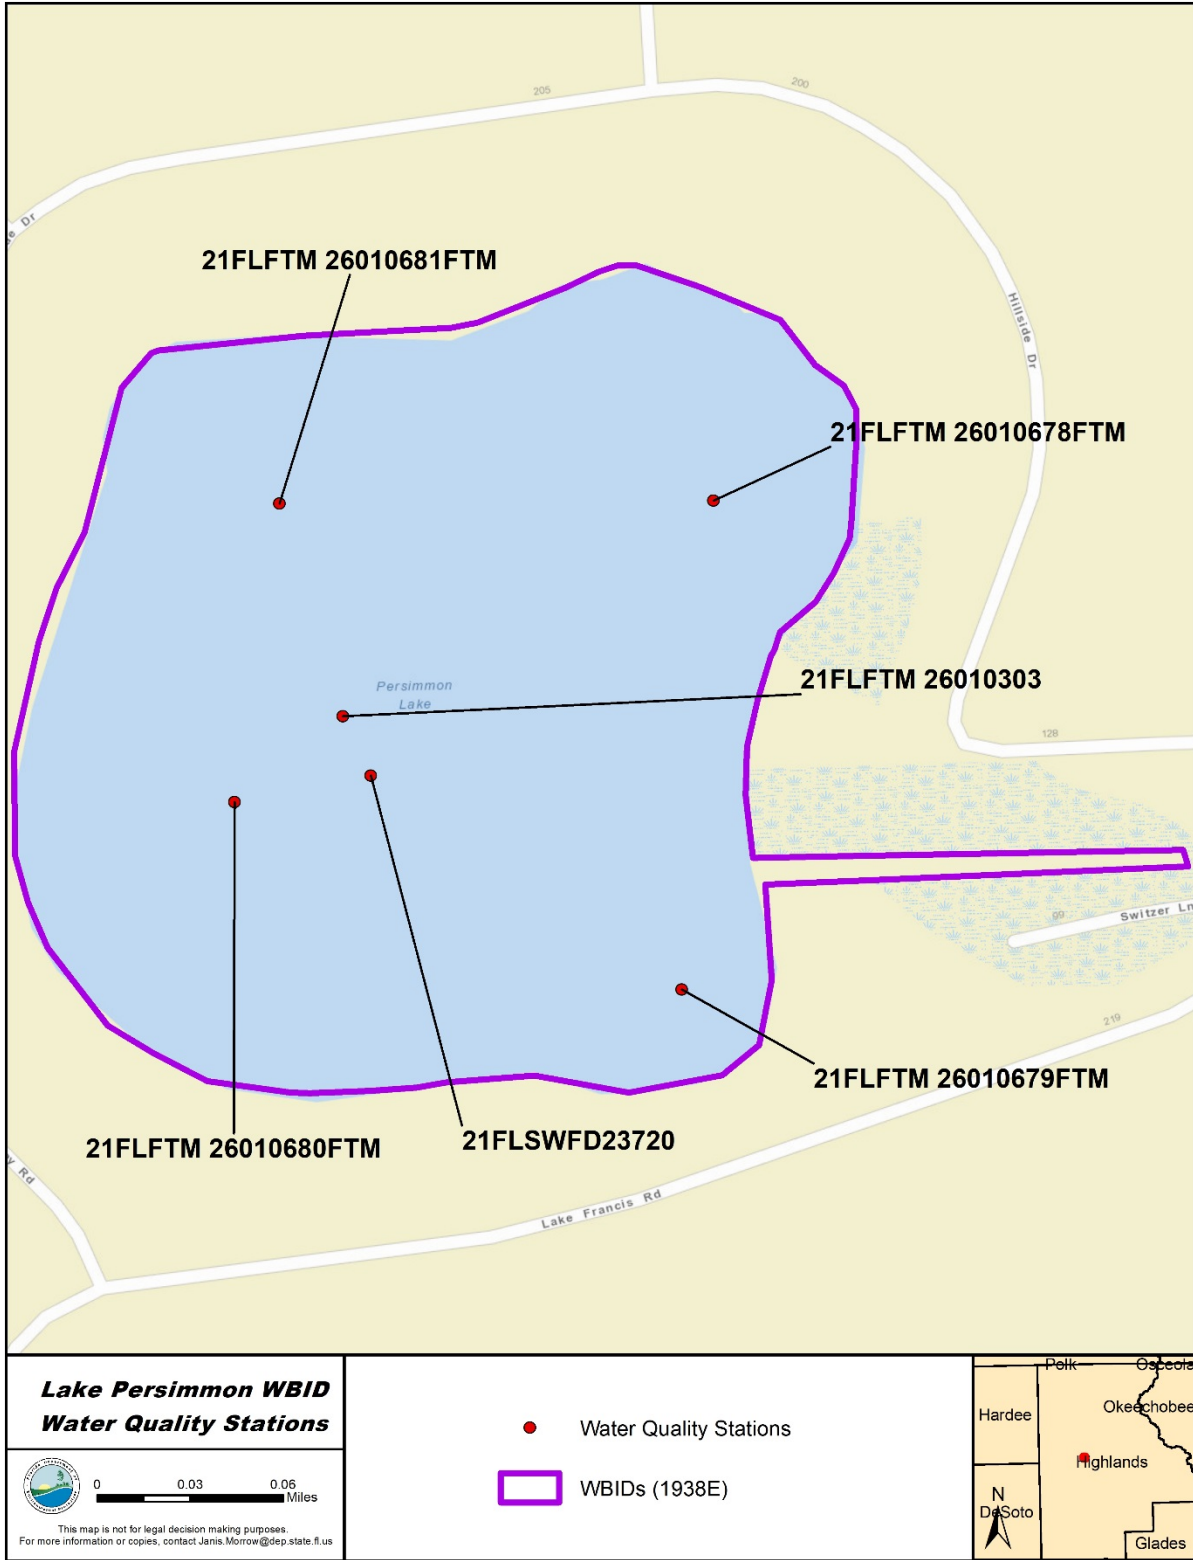 205
200
se Dr
21FLFTM 26010681FTM
Hillside Dr
21FLFTM 26010678FTM
21FLFTM 26010303
Persimmon
Lake
128
09
Switzer Ln
219
21FLFTM 26010679FTM
21FLFTM 26010680FTM
21FLSWFD23720
y Rd
Lake Francis Rd
Lake Persimmon WBID
Water Quality Stations
0 0.03 0.06
Miles
This map is not for legal decision making purposes.
For more information or copies, contact Janis.Morrow@dep.state.fl.us
Water Quality Stations
WBIDs (1938E)
Polk Osceola
Hardee
Okeechobee
Highlands
N
DeSoto
Glades